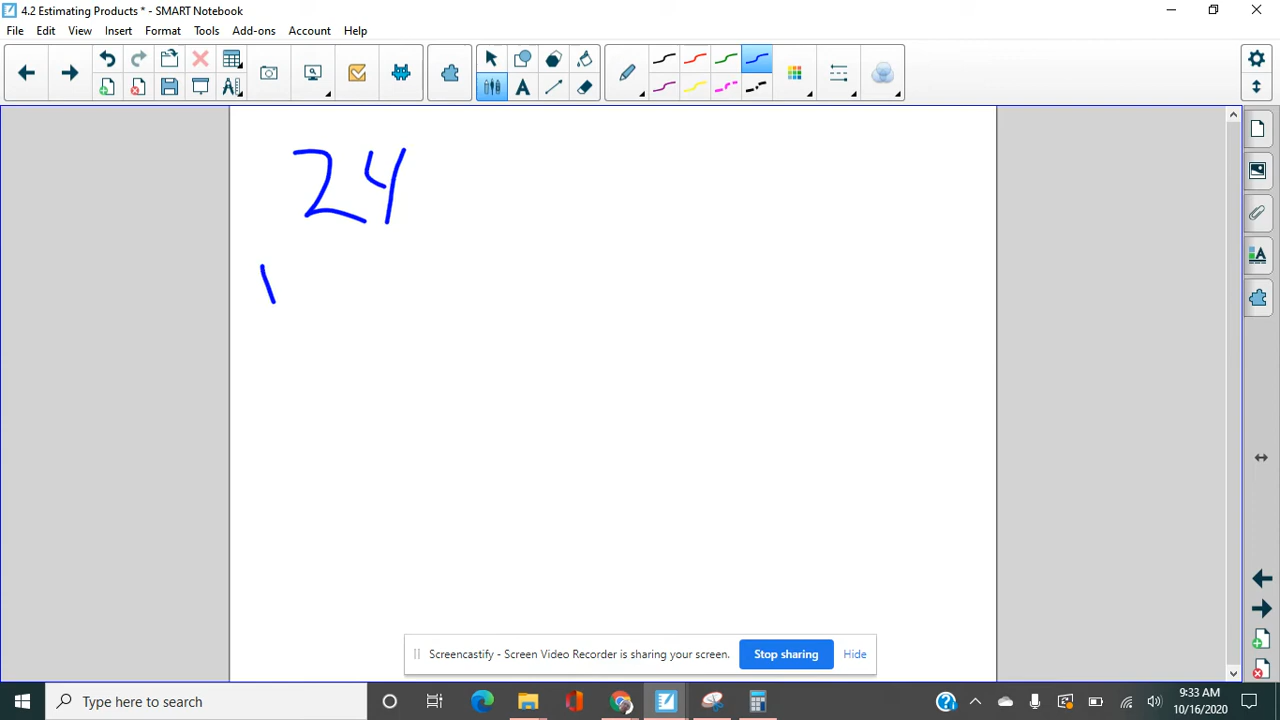 4.2 Estimating Products * - SMART Notebook
File Edit View Insert Format Tools Add-ons Account Help
24
\
Screencastify - Screen Video Recorder is sharing your screen. Stop sharing Hide
Type here to search
9:33 AM
10/16/2020